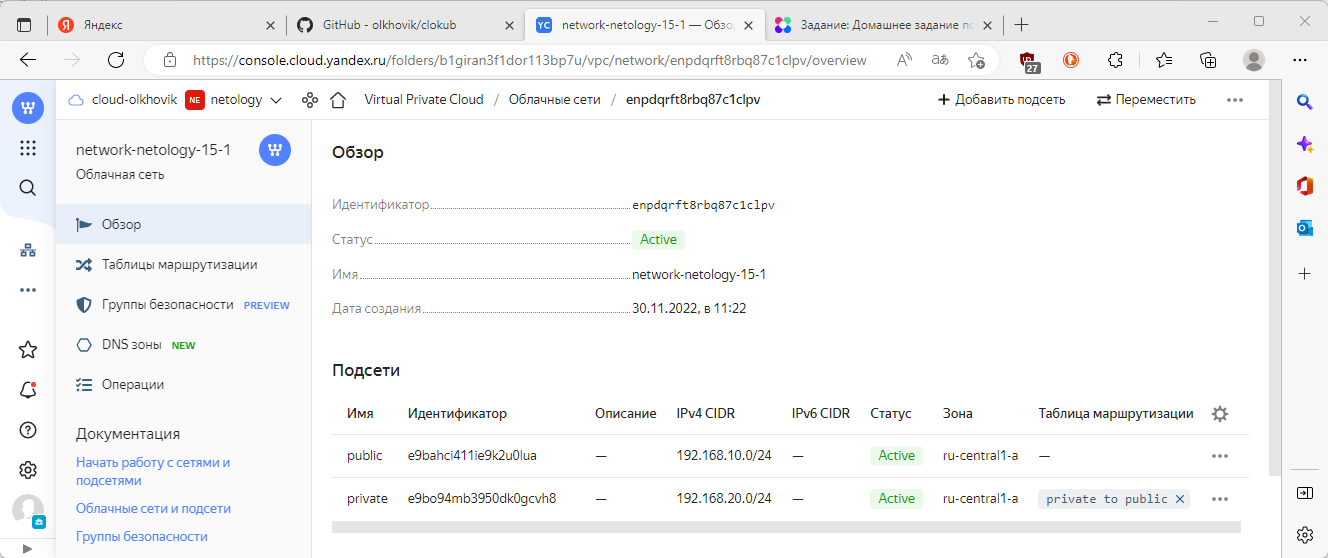 Яндекс
GitHub - olkhovik/clokub
YC network-netology-15-1 — Обзо
Задание: Домашнее задание по
https://console.cloud.yandex.ru/folders/b1giran3f1dor113bp7u/vpc/network/enpdqrft8rbq87c1clpv/overview
27
cloud-olkhovik NE netology Virtual Private Cloud / Облачные сети / enpdqrft8rbq87c1clpv
Добавить подсеть Переместить
network-netology-15-1
Облачная сеть
Обзор
Таблицы маршрутизации
Группы безопасности PREVIEW
DNS зоны NEW
Операции
Документация
Начать работу с сетями и
подсетями
Облачные сети и подсети
Группы безопасности
Обзор
Идентификатор enpdqrft8rbq87c1clpv
Статус Active
Имя network-netology-15-1
Дата создания 30.11.2022, в 11:22
Подсети
Имя Идентификатор Описание IPv4 CIDR IPv6 CIDR Статус Зона Таблица маршрутизации
public e9bahci411ie9k2u0lua — 192.168.10.0/24 — Active ru-central1-a —
private e9bo94mb3950dk0gcvh8 — 192.168.20.0/24 — Active ru-central1-a private to public